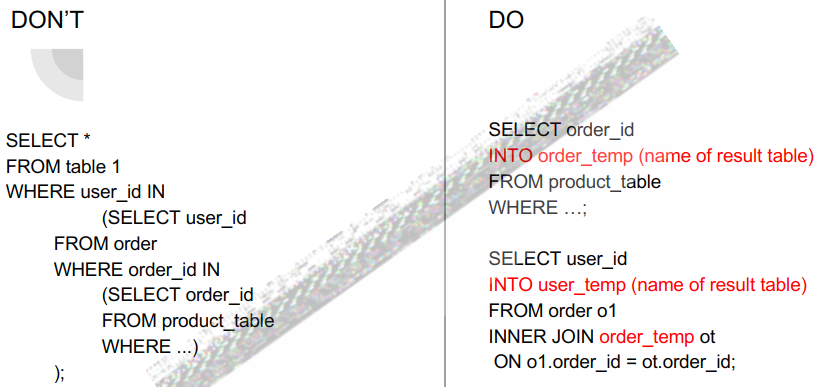 DON'T
SELECT *
FROM table 1
WHERE user_id IN
(SELECT user_id
FROM order
WHERE order_id IN
(SELECT order_id
FROM product_table
WHERE ...)
);
DO
SELECT order_id
INTO order_temp (name of result table)
FROM product_table
WHERE …;
SELECT user_id
INTO user_temp (name of result table)
FROM order o1
INNER JOIN order_temp ot
ON o1.order_id = ot.order_id;